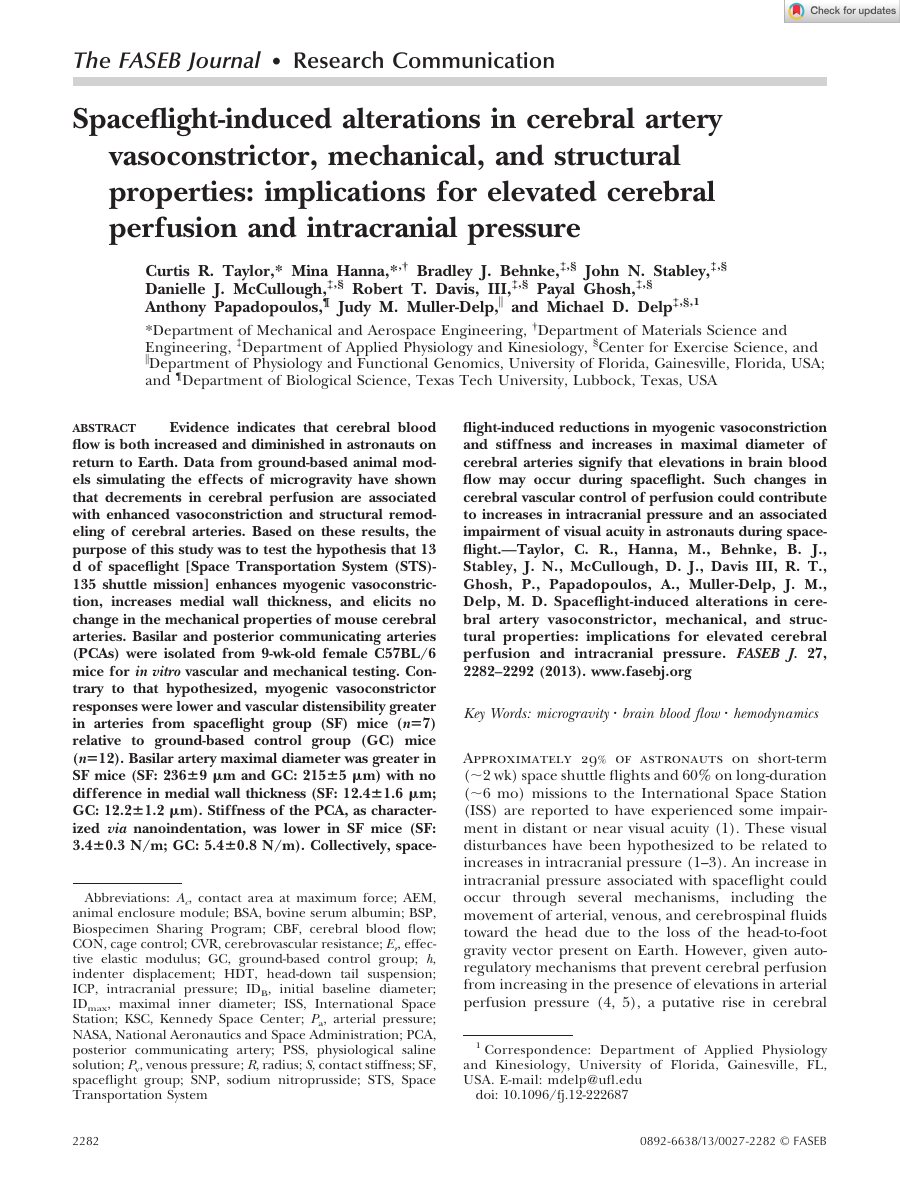 Check for updates
The FASEB Journal • Research Communication
Spaceflight-induced alterations in cerebral artery
vasoconstrictor, mechanical, and structural
properties: implications for elevated cerebral
perfusion and intracranial pressure
Curtis R. Taylor,* Mina Hanna,*,† Bradley J. Behnke,‡,§ John N. Stabley,‡,§
Danielle J. McCullough,‡,§ Robert T. Davis, III,‡,§ Payal Ghosh,‡,§
Anthony Papadopoulos,¶ Judy M. Muller-Delp,‖ and Michael D. Delp‡,§,1
*Department of Mechanical and Aerospace Engineering, †Department of Materials Science and
Engineering, ‡Department of Applied Physiology and Kinesiology, §Center for Exercise Science, and
‖Department of Physiology and Functional Genomics, University of Florida, Gainesville, Florida, USA;
and ¶Department of Biological Science, Texas Tech University, Lubbock, Texas, USA
ABSTRACT Evidence indicates that cerebral blood
flow is both increased and diminished in astronauts on
return to Earth. Data from ground-based animal mod-
els simulating the effects of microgravity have shown
that decrements in cerebral perfusion are associated
with enhanced vasoconstriction and structural remod-
eling of cerebral arteries. Based on these results, the
purpose of this study was to test the hypothesis that 13
d of spaceflight [Space Transportation System (STS)-
135 shuttle mission] enhances myogenic vasoconstric-
tion, increases medial wall thickness, and elicits no
change in the mechanical properties of mouse cerebral
arteries. Basilar and posterior communicating arteries
(PCAs) were isolated from 9-wk-old female C57BL/6
mice for in vitro vascular and mechanical testing. Con-
trary to that hypothesized, myogenic vasoconstrictor
responses were lower and vascular distensibility greater
in arteries from spaceflight group (SF) mice (n=7)
relative to ground-based control group (GC) mice
(n=12). Basilar artery maximal diameter was greater in
SF mice (SF: 236±9 μm and GC: 215±5 μm) with no
difference in medial wall thickness (SF: 12.4±1.6 μm;
GC: 12.2±1.2 μm). Stiffness of the PCA, as character-
ized via nanoindentation, was lower in SF mice (SF:
3.4±0.3 N/m; GC: 5.4±0.8 N/m). Collectively, space-
Abbreviations: Ac, contact area at maximum force; AEM,
animal enclosure module; BSA, bovine serum albumin; BSP,
Biospecimen Sharing Program; CBF, cerebral blood flow;
CON, cage control; CVR, cerebrovascular resistance; Er, effec-
tive elastic modulus; GC, ground-based control group; h,
indenter displacement; HDT, head-down tail suspension;
ICP, intracranial pressure; IDB, initial baseline diameter;
IDmax, maximal inner diameter; ISS, International Space
Station; KSC, Kennedy Space Center; Pa, arterial pressure;
NASA, National Aeronautics and Space Administration; PCA,
posterior communicating artery; PSS, physiological saline
solution; Pv, venous pressure; R, radius; S, contact stiffness; SF,
spaceflight group; SNP, sodium nitroprusside; STS, Space
Transportation System
flight-induced reductions in myogenic vasoconstriction
and stiffness and increases in maximal diameter of
cerebral arteries signify that elevations in brain blood
flow may occur during spaceflight. Such changes in
cerebral vascular control of perfusion could contribute
to increases in intracranial pressure and an associated
impairment of visual acuity in astronauts during space-
flight.—Taylor, C. R., Hanna, M., Behnke, B. J.,
Stabley, J. N., McCullough, D. J., Davis III, R. T.,
Ghosh, P., Papadopoulos, A., Muller-Delp, J. M.,
Delp, M. D. Spaceflight-induced alterations in cere-
bral artery vasoconstrictor, mechanical, and struc-
tural properties: implications for elevated cerebral
perfusion and intracranial pressure. FASEB J. 27,
2282–2292 (2013). www.fasebj.org
Key Words: microgravity · brain blood flow · hemodynamics
APPROXIMATELY 29% OF ASTRONAUTS on short-term
(~2 wk) space shuttle flights and 60% on long-duration
(~6 mo) missions to the International Space Station
(ISS) are reported to have experienced some impair-
ment in distant or near visual acuity (1). These visual
disturbances have been hypothesized to be related to
increases in intracranial pressure (1–3). An increase in
intracranial pressure associated with spaceflight could
occur through several mechanisms, including the
movement of arterial, venous, and cerebrospinal fluids
toward the head due to the loss of the head-to-foot
gravity vector present on Earth. However, given auto-
regulatory mechanisms that prevent cerebral perfusion
from increasing in the presence of elevations in arterial
perfusion pressure (4, 5), a putative rise in cerebral
1 Correspondence: Department of Applied Physiology
and Kinesiology, University of Florida, Gainesville, FL,
USA. E-mail: mdelp@ufl.edu
doi: 10.1096/fj.12-222687
2282
0892-6638/13/0027-2282 © FASEB